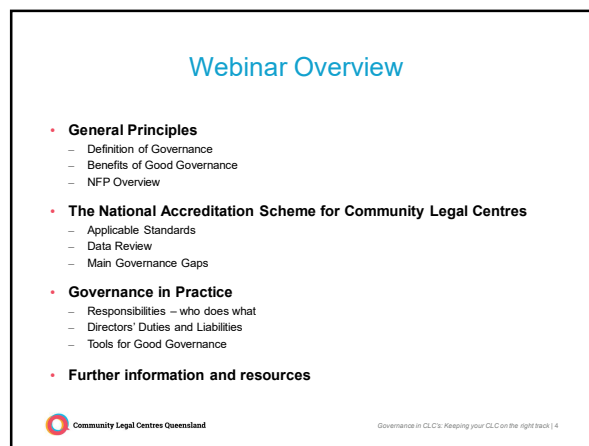 Webinar Overview
• General Principles
– Definition of Governance
– Benefits of Good Governance
– NFP Overview
• The National Accreditation Scheme for Community Legal Centres
– Applicable Standards
– Data Review
– Main Governance Gaps
• Governance in Practice
– Responsibilities – who does what
– Directors' Duties and Liabilities
– Tools for Good Governance
• Further information and resources
Community Legal Centres Queensland
Governance in CLC's: Keeping your CLC on the right track | 4